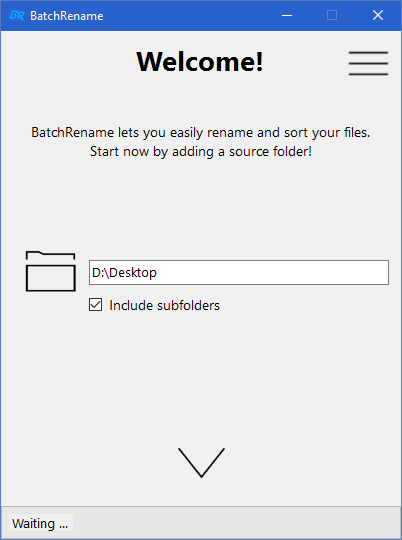 BR BatchRename
Welcome!
BatchRename lets you easily rename and sort your files.
Start now by adding a source folder!
D:\Desktop
Include subfolders
Waiting ...